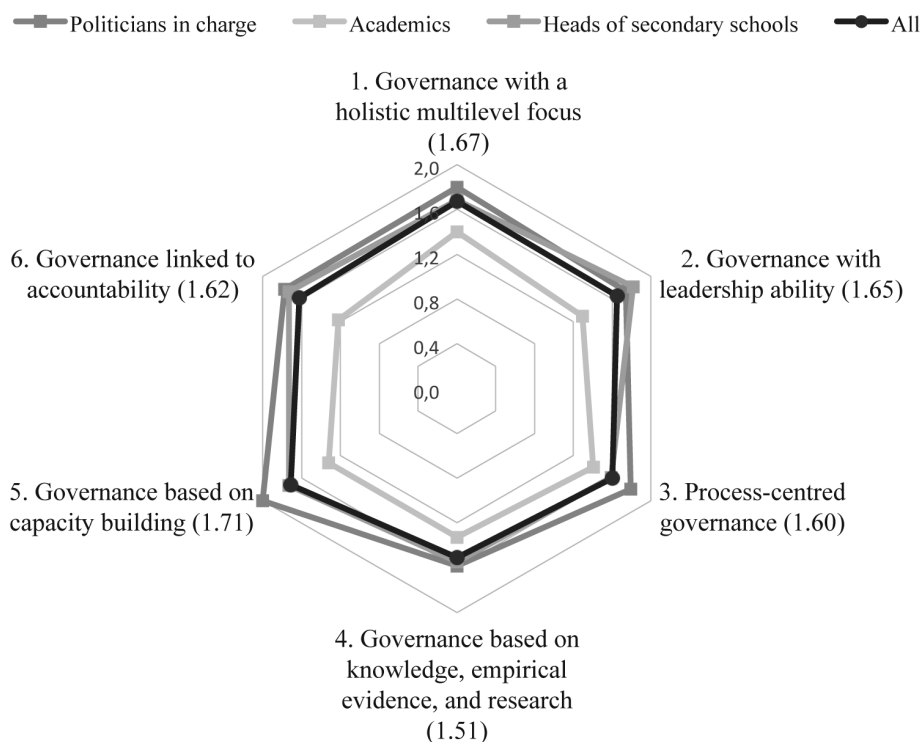 Politicians in charge Academics Heads of secondary schools All
1. Governance with a
holistic multilevel focus
(1.67)
2,0
1,6
1,2
0,8
0,4
0,0
6. Governance linked to
accountability (1.62)
2. Governance with
leadership ability (1.65)
5. Governance based on
capacity building (1.71)
3. Process-centred
governance (1.60)
4. Governance based on
knowledge, empirical
evidence, and research
(1.51)